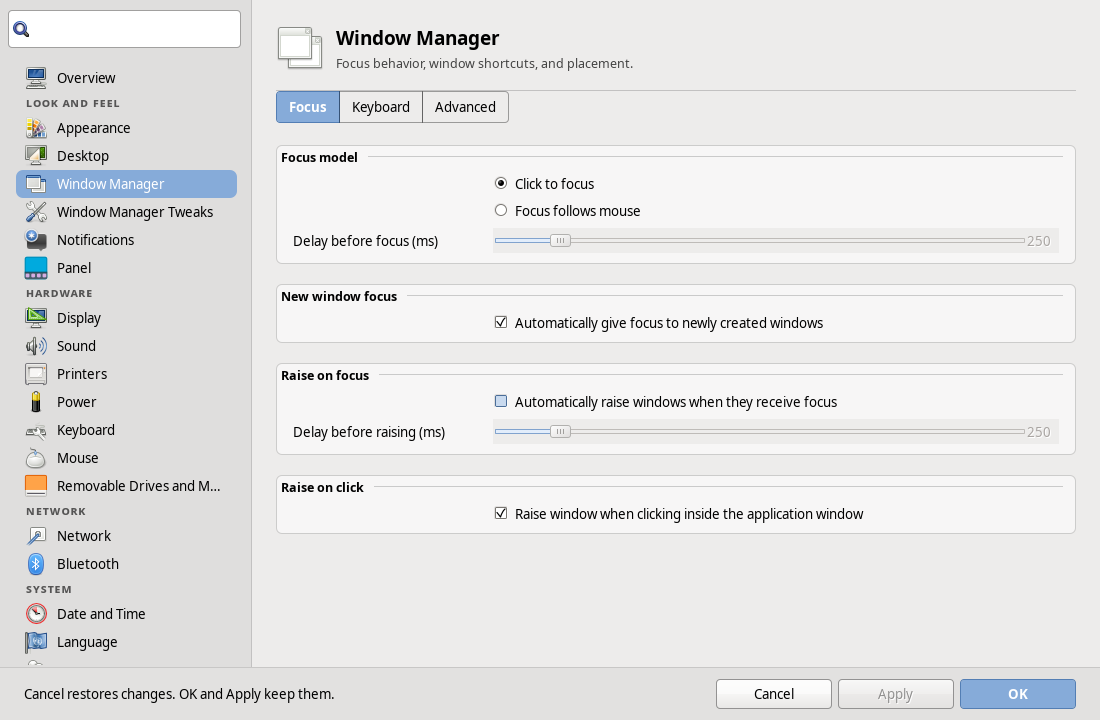 Overview
LOOK AND FEEL
Appearance
Desktop
Window Manager
Window Manager Tweaks
Notifications
Panel
HARDWARE
Display
Sound
Printers
Power
Keyboard
Mouse
Removable Drives and M...
NETWORK
Network
Bluetooth
SYSTEM
Date and Time
Language
Window Manager
Focus behavior, window shortcuts, and placement.
Focus Keyboard Advanced
Focus model
Click to focus
Focus follows mouse
Delay before focus (ms) 250
New window focus
Automatically give focus to newly created windows
Raise on focus
Automatically raise windows when they receive focus
Delay before raising (ms) 250
Raise on click
Raise window when clicking inside the application window
Cancel restores changes. OK and Apply keep them.
Cancel Apply OK